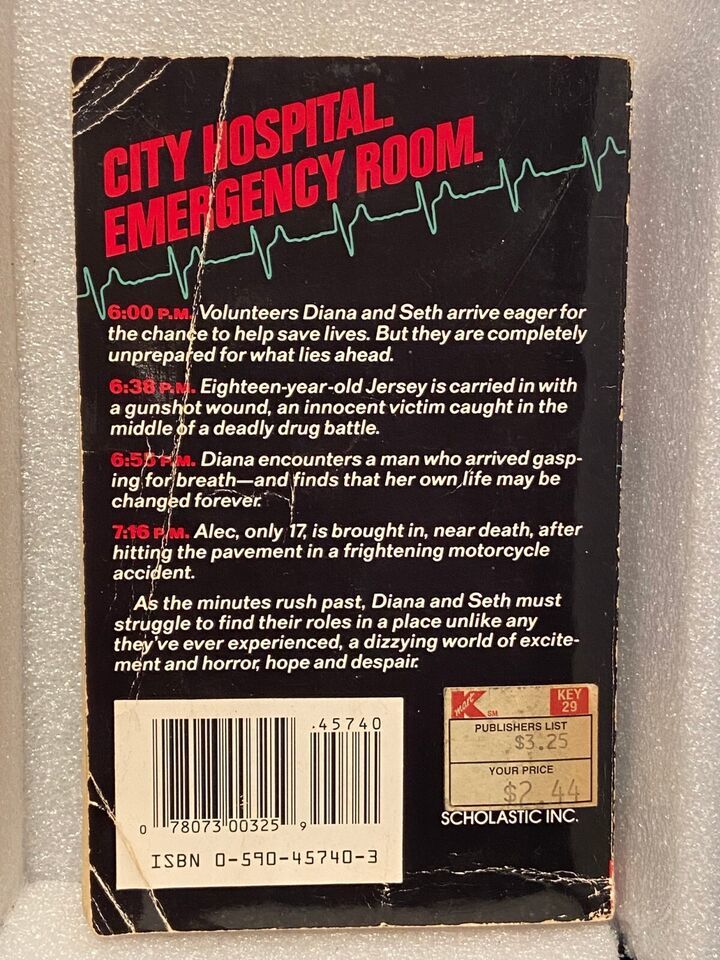 CITY HOSPITAL.
EMERGENCY ROOM.
6:00 P.M. Volunteers Diana and Seth arrive eager for
the chance to help save lives. But they are completely
unprepared for what lies ahead.
6:38 P.M. Eighteen-year-old Jersey is carried in with
a gunshot wound, an innocent victim caught in the
middle of a deadly drug battle.
6:55 P.M. Diana encounters a man who arrived gasp-
ing for breath—and finds that her own life may be
changed forever.
7:16 P.M. Alec, only 17, is brought in, near death, after
hitting the pavement in a frightening motorcycle
accident.
As the minutes rush past, Diana and Seth must
struggle to find their roles in a place unlike any
they've ever experienced, a dizzying world of excite-
ment and horror, hope and despair.
.45740
0 78073 00325 9
ISBN 0-590-45740-3
K mart SM
KEY
29
PUBLISHERS LIST
$3.25
YOUR PRICE
$2.44
SCHOLASTIC INC.